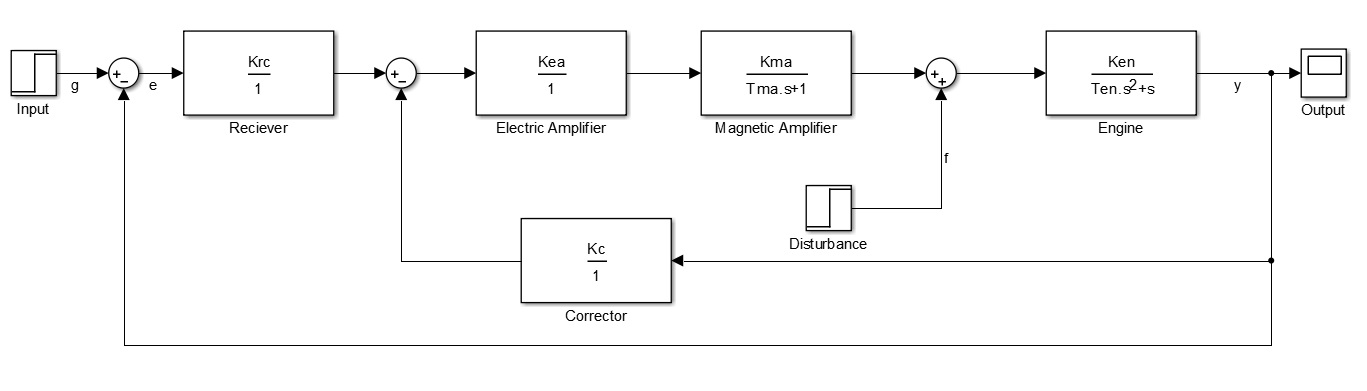 Krc
1
Kea
1
Kma
Tma.s+1
Ken
Ten.s²+s
+
−
+
−
+
+
g
e
y
Input
Reciever
Electric Amplifier
Magnetic Amplifier
Engine
Output
f
Disturbance
Kc
1
Corrector